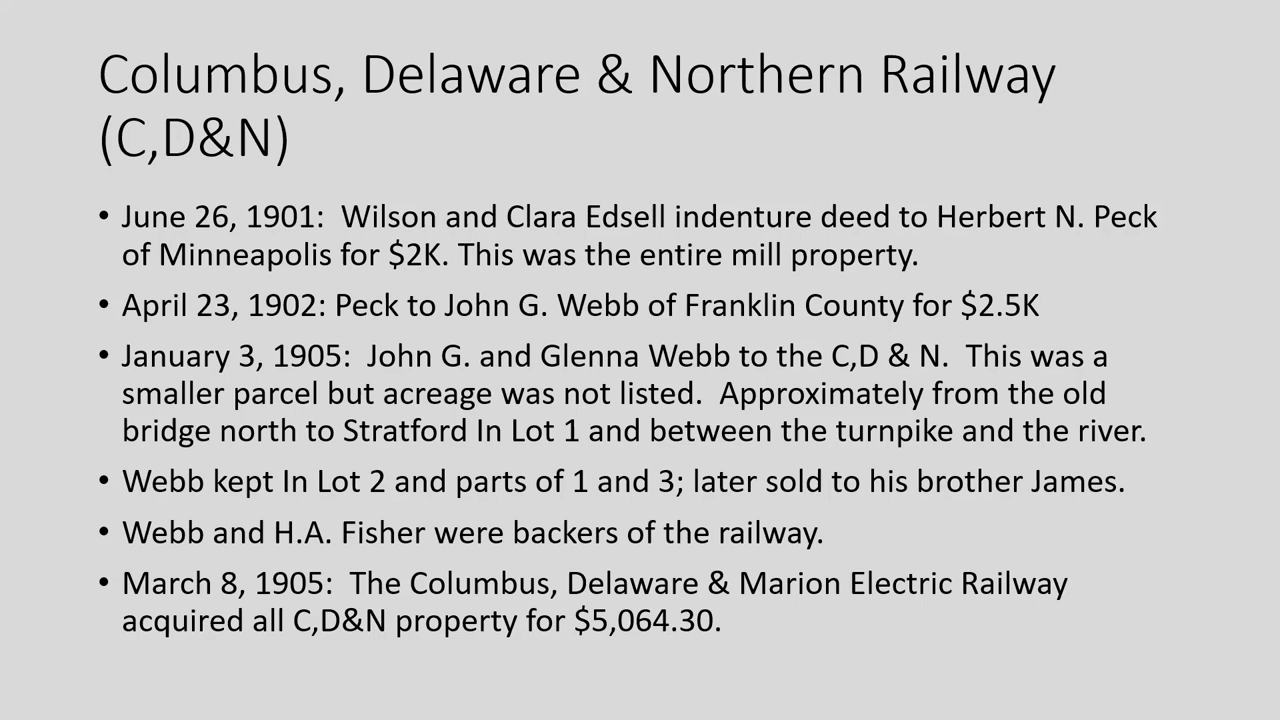 Columbus, Delaware & Northern Railway
(C,D&N)
• June 26, 1901:  Wilson and Clara Edsell indenture deed to Herbert N. Peck
of Minneapolis for $2K. This was the entire mill property.
• April 23, 1902: Peck to John G. Webb of Franklin County for $2.5K
• January 3, 1905:  John G. and Glenna Webb to the C,D & N.  This was a
smaller parcel but acreage was not listed.  Approximately from the old
bridge north to Stratford In Lot 1 and between the turnpike and the river.
• Webb kept In Lot 2 and parts of 1 and 3; later sold to his brother James.
• Webb and H.A. Fisher were backers of the railway.
• March 8, 1905:  The Columbus, Delaware & Marion Electric Railway
acquired all C,D&N property for $5,064.30.